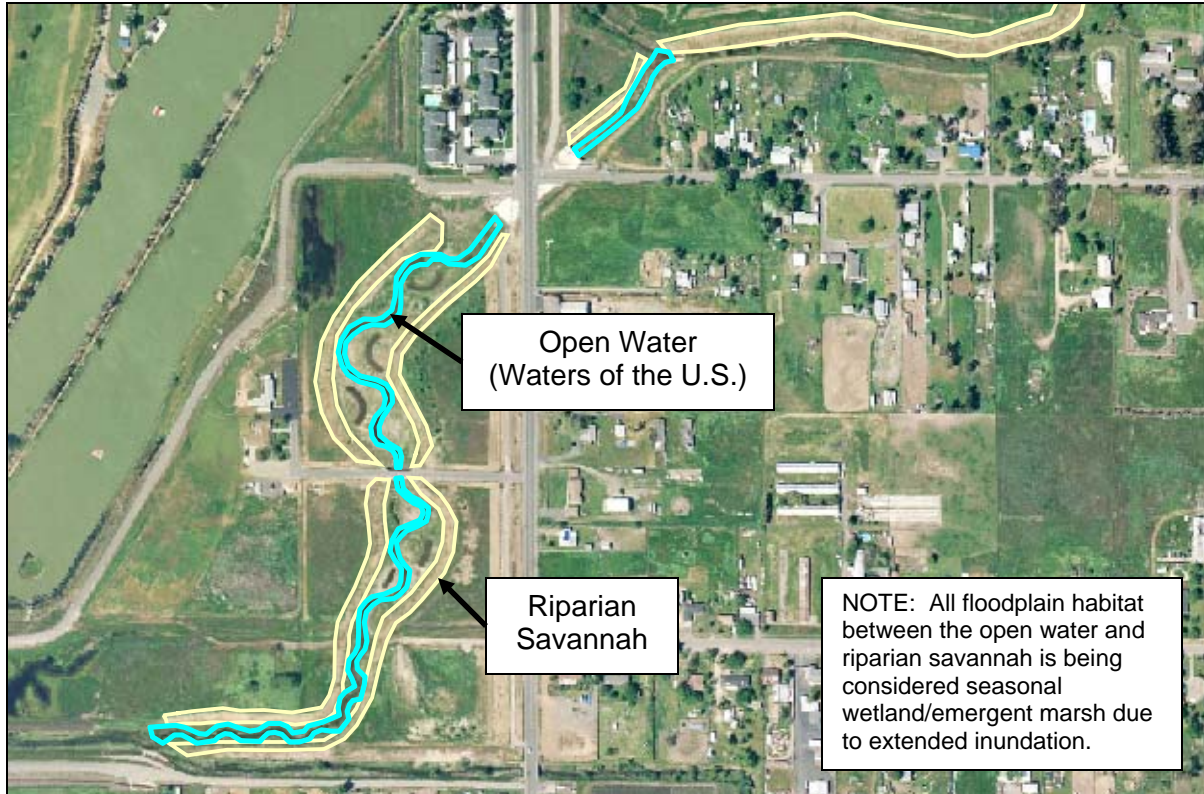 Open Water
(Waters of the U.S.)
Riparian
Savannah
NOTE:  All floodplain habitat
between the open water and
riparian savannah is being
considered seasonal
wetland/emergent marsh due
to extended inundation.